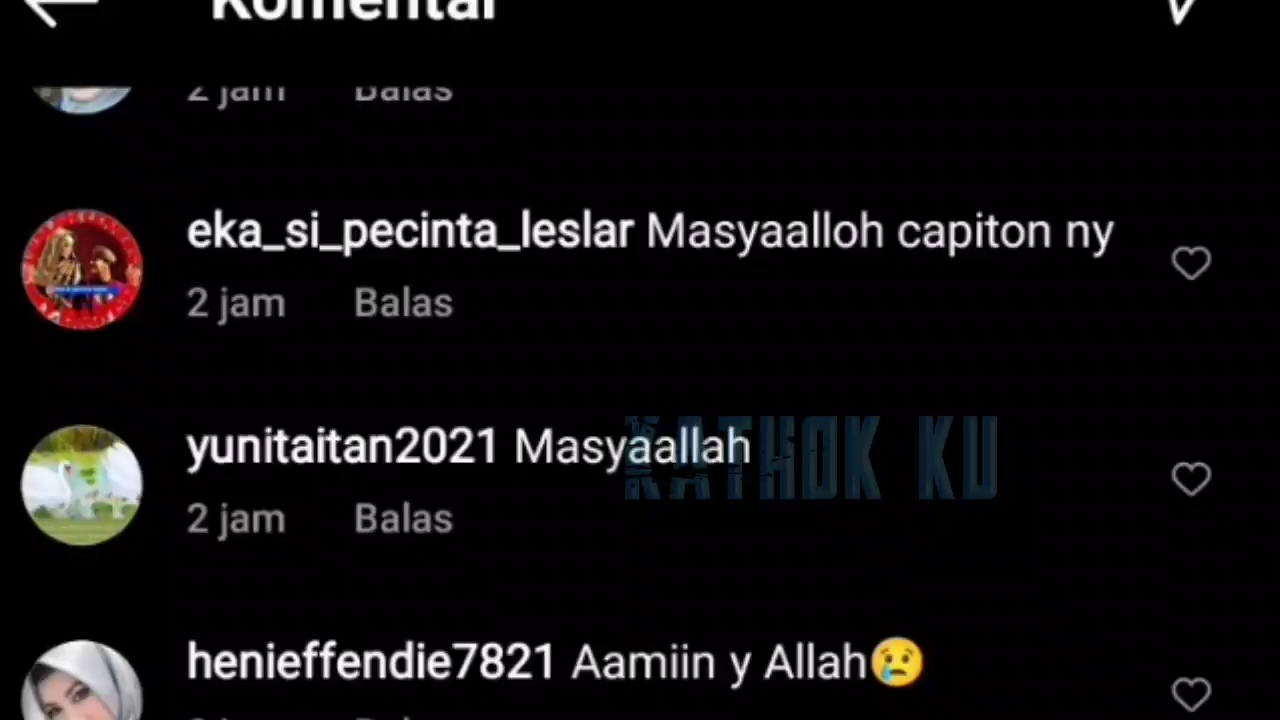 Komentar
2 jam Balas
eka_si_pecinta_leslar Masyaalloh capiton ny
2 jam Balas
yunitaitan2021 Masyaallah
KATHOK KU
2 jam Balas
henieffendie7821 Aamiin y Allah😢